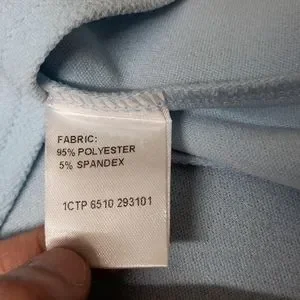 FABRIC:
95% POLYESTER
5% SPANDEX
1CTP 6510 293101